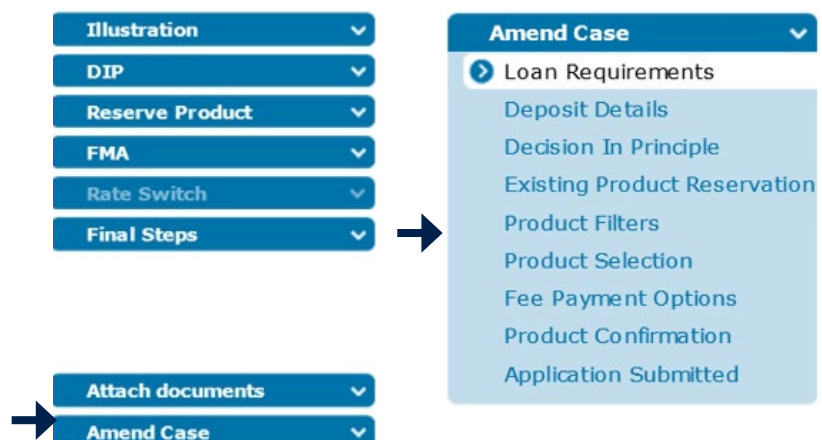 Illustration
DIP
Reserve Product
FMA
Rate Switch
Final Steps
Attach documents
Amend Case
Amend Case
Loan Requirements
Deposit Details
Decision In Principle
Existing Product Reservation
Product Filters
Product Selection
Fee Payment Options
Product Confirmation
Application Submitted